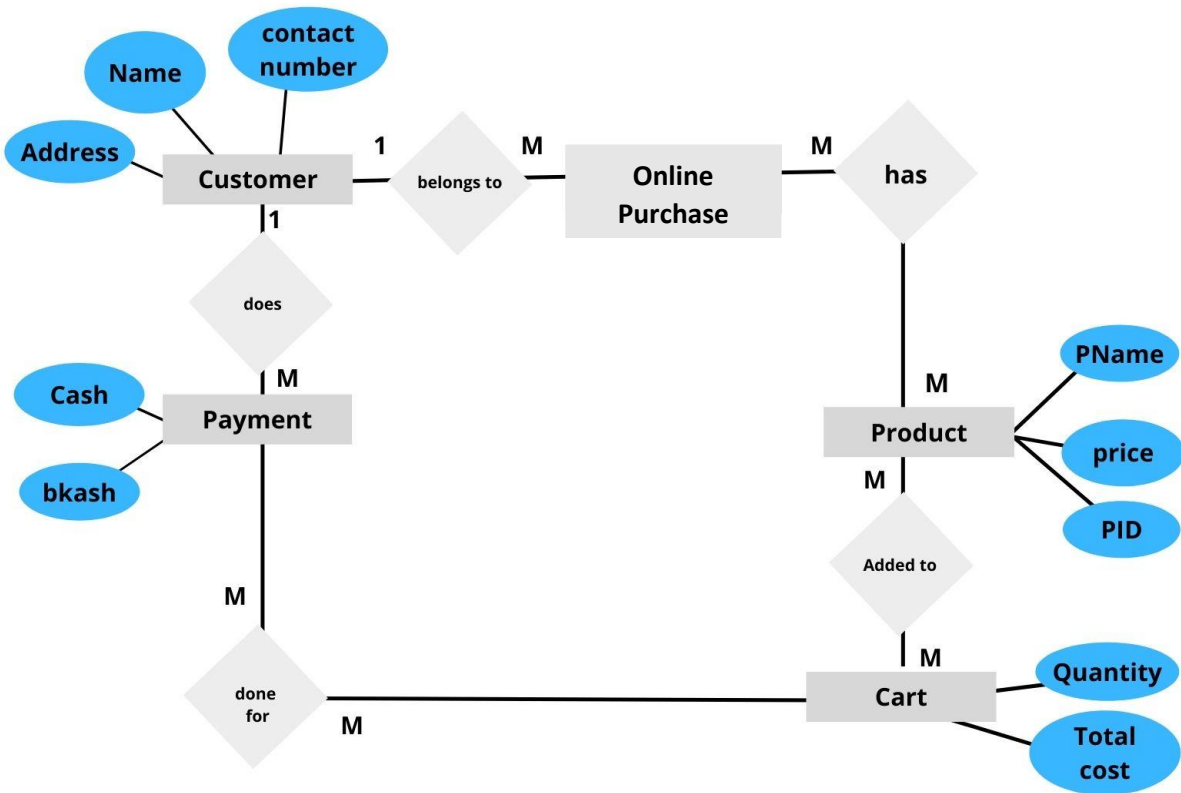 contact
number
Name
Address
Customer
1
belongs to
M
Online
Purchase
M
has
1
does
M
Cash
Payment
bkash
M
PName
Product
price
M
PID
Added to
M
done
for
M
M
Cart
Quantity
Total
cost